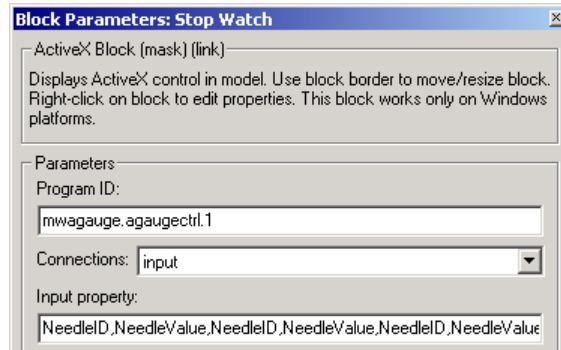 Block Parameters: Stop Watch
ActiveX Block (mask) (link)
Displays ActiveX control in model. Use block border to move/resize block.
Right-click on block to edit properties. This block works only on Windows
platforms.
Parameters
Program ID:
mwagauge.agaugectrl.1
Connections: input
Input property:
NeedleID,NeedleValue,NeedleID,NeedleValue,NeedleID,NeedleValue